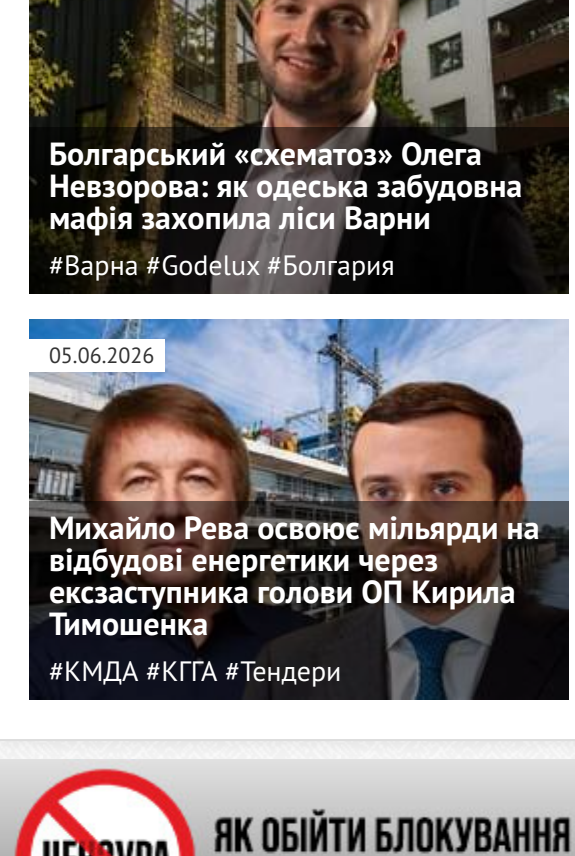 Болгарський «схематоз» Олега
Невзорова: як одеська забудовна
мафія захопила ліси Варни
#Варна #Godelux #Болгария
05.06.2026
Михайло Рева освоює мільярди на
відбудові енергетики через
ексзаступника голови ОП Кирила
Тимошенка
#КМДА #КГГА #Тендери
ЯК ОБІЙТИ БЛОКУВАННЯ